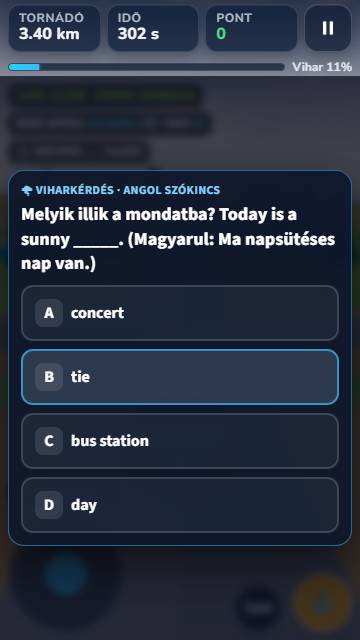 TORNÁDÓ
3.40 km
IDŐ
302 s
PONT
0
Vihar 11%
VIHARKÉRDÉS · ANGOL SZÓKINCS
Melyik illik a mondatba? Today is a
sunny _____. (Magyarul: Ma napsütéses
nap van.)
A concert
B tie
C bus station
D day